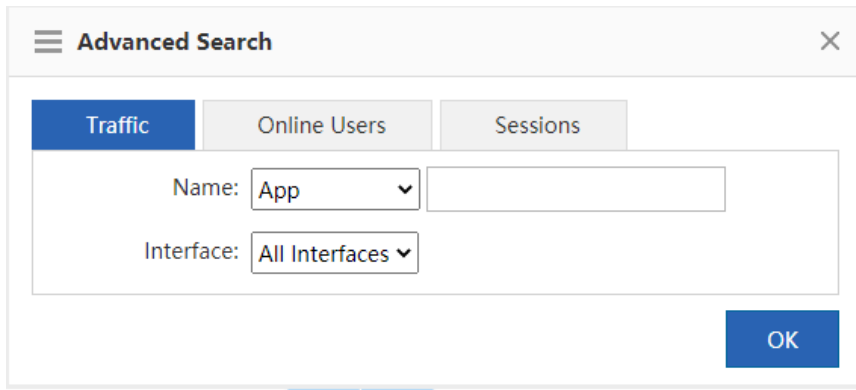 Advanced Search
Traffic Online Users Sessions
Name: App
Interface: All Interfaces
OK